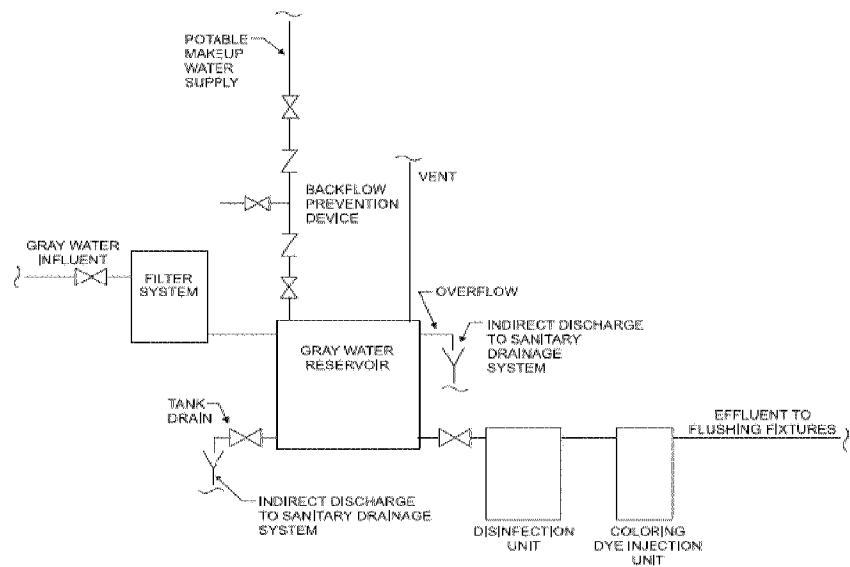 POTABLE
MAKEUP
WATER
SUPPLY
VENT
BACKFLOW
PREVENTION
DEVICE
GRAY WATER
INFLUENT
FILTER
SYSTEM
OVERFLOW
INDIRECT DISCHARGE
TO SANITARY
DRAINAGE
SYSTEM
GRAY WATER
RESERVOIR
TANK
DRAIN
EFFLUENT TO
FLUSHING FIXTURES
INDIRECT DISCHARGE
TO SANITARY DRAINAGE
SYSTEM
DISINFECTION
UNIT
COLORING
DYE INJECTION
UNIT